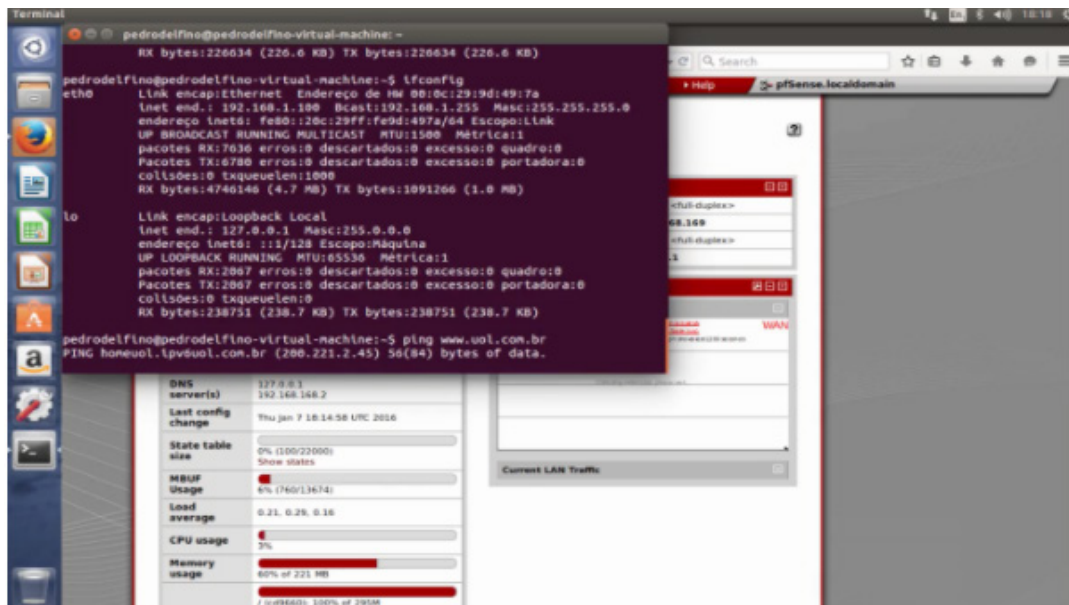 Terminal
En
18:18
pedrodelfino@pedrodelfino-virtual-machine: ~
RX bytes:226634 (226.6 KB) TX bytes:226634 (226.6 KB)
pedrodelfino@pedrodelfino-virtual-machine:~$ ifconfig
eth0 Link encap:Ethernet Endereço de HW 00:0c:29:9d:49:7a
inet end.: 192.168.1.100 Bcast:192.168.1.255 Masc:255.255.255.0
endereço inet6: fe80::20c:29ff:fe9d:497a/64 Escopo:Link
UP BROADCAST RUNNING MULTICAST MTU:1500 Métrica:1
pacotes RX:7636 erros:0 descartados:0 excesso:0 quadro:0
Pacotes TX:6780 erros:0 descartados:0 excesso:0 portadora:0
colisões:0 txqueuelen:1000
RX bytes:4746146 (4.7 MB) TX bytes:1091266 (1.0 MB)
lo Link encap:Loopback Local
inet end.: 127.0.0.1 Masc:255.0.0.0
endereço inet6: ::1/128 Escopo:Máquina
UP LOOPBACK RUNNING MTU:65536 Métrica:1
pacotes RX:2067 erros:0 descartados:0 excesso:0 quadro:0
Pacotes TX:2067 erros:0 descartados:0 excesso:0 portadora:0
colisões:0 txqueuelen:0
RX bytes:238751 (238.7 KB) TX bytes:238751 (238.7 KB)
pedrodelfino@pedrodelfino-virtual-machine:~$ ping www.uol.com.br
PING homeuol.ipv6uol.com.br (200.221.2.45) 56(84) bytes of data.
Search
Help
pfSense.localdomain
<full-duplex>
68.169
<full-duplex>
.1
WAN
DNS server(s) 127.0.0.1
192.168.168.2
Last config change Thu Jan 7 18:14:58 UTC 2016
State table size 0% (100/22000)
Show states
MBUF Usage 6% (760/13674)
Load average 0.21, 0.29, 0.16
CPU usage 3%
Memory usage 60% of 221 MB
/ (cd9660): 100% of 295M
Current LAN Traffic